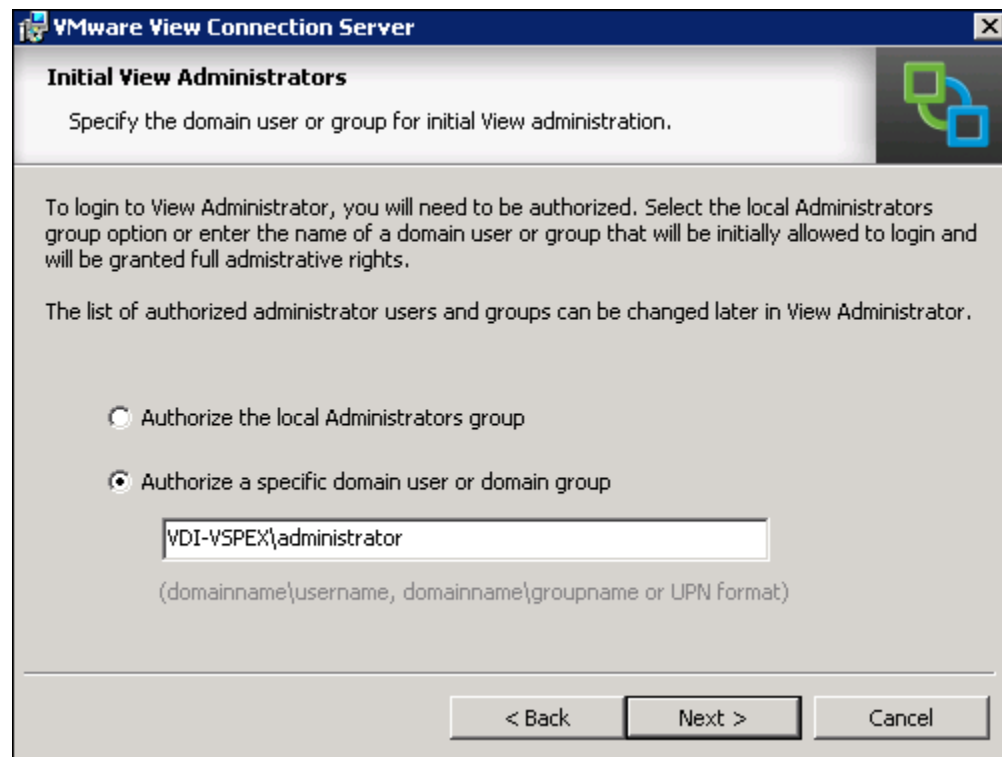 VMware View Connection Server
Initial View Administrators
Specify the domain user or group for initial View administration.
To login to View Administrator, you will need to be authorized. Select the local Administrators
group option or enter the name of a domain user or group that will be initially allowed to login and
will be granted full admistrative rights.
The list of authorized administrator users and groups can be changed later in View Administrator.
Authorize the local Administrators group
Authorize a specific domain user or domain group
VDI-VSPEX\administrator
(domainname\username, domainname\groupname or UPN format)
< Back Next > Cancel